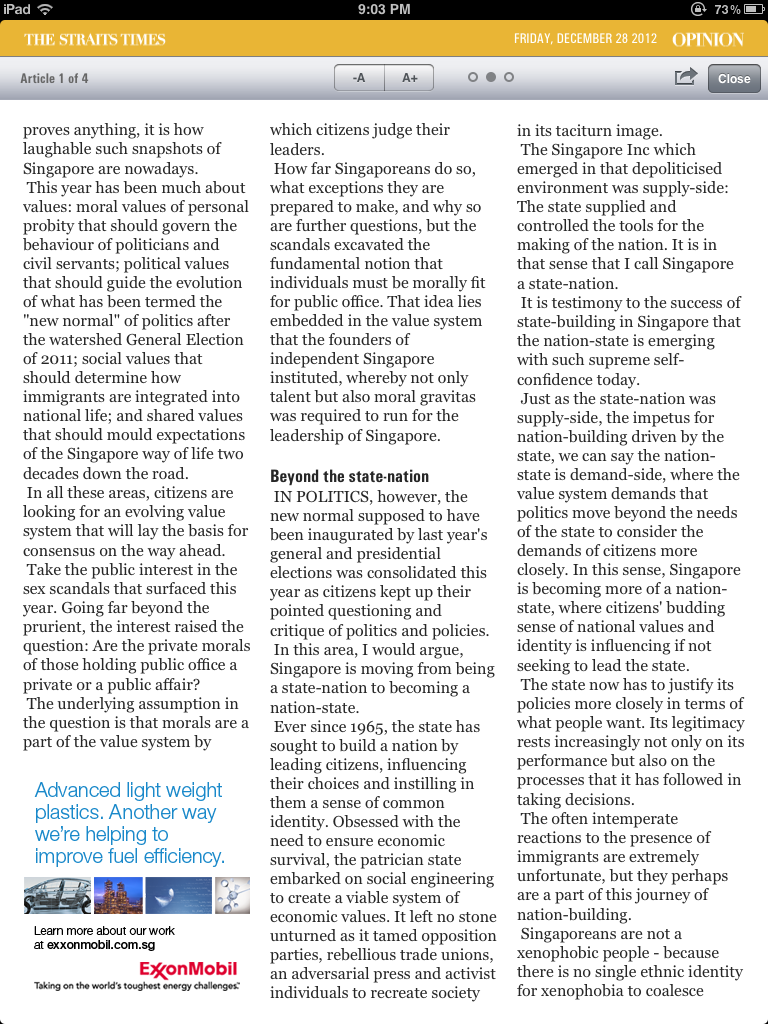 iPad
9:03 PM
73%
THE STRAITS TIMES
FRIDAY, DECEMBER 28 2012
OPINION
Article 1 of 4
-A
A+
Close
proves anything, it is how
laughable such snapshots of
Singapore are nowadays.
This year has been much about
values: moral values of personal
probity that should govern the
behaviour of politicians and
civil servants; political values
that should guide the evolution
of what has been termed the
"new normal" of politics after
the watershed General Election
of 2011; social values that
should determine how
immigrants are integrated into
national life; and shared values
that should mould expectations
of the Singapore way of life two
decades down the road.
In all these areas, citizens are
looking for an evolving value
system that will lay the basis for
consensus on the way ahead.
Take the public interest in the
sex scandals that surfaced this
year. Going far beyond the
prurient, the interest raised the
question: Are the private morals
of those holding public office a
private or a public affair?
The underlying assumption in
the question is that morals are a
part of the value system by
Advanced light weight
plastics. Another way
we're helping to
improve fuel efficiency.
Learn more about our work
at exxonmobil.com.sg
ExxonMobil
Taking on the world's toughest energy challenges.
which citizens judge their
leaders.
How far Singaporeans do so,
what exceptions they are
prepared to make, and why so
are further questions, but the
scandals excavated the
fundamental notion that
individuals must be morally fit
for public office. That idea lies
embedded in the value system
that the founders of
independent Singapore
instituted, whereby not only
talent but also moral gravitas
was required to run for the
leadership of Singapore.
Beyond the state-nation
IN POLITICS, however, the
new normal supposed to have
been inaugurated by last year's
general and presidential
elections was consolidated this
year as citizens kept up their
pointed questioning and
critique of politics and policies.
In this area, I would argue,
Singapore is moving from being
a state-nation to becoming a
nation-state.
Ever since 1965, the state has
sought to build a nation by
leading citizens, influencing
their choices and instilling in
them a sense of common
identity. Obsessed with the
need to ensure economic
survival, the patrician state
embarked on social engineering
to create a viable system of
economic values. It left no stone
unturned as it tamed opposition
parties, rebellious trade unions,
an adversarial press and activist
individuals to recreate society
in its taciturn image.
The Singapore Inc which
emerged in that depoliticised
environment was supply-side:
The state supplied and
controlled the tools for the
making of the nation. It is in
that sense that I call Singapore
a state-nation.
It is testimony to the success of
state-building in Singapore that
the nation-state is emerging
with such supreme self-
confidence today.
Just as the state-nation was
supply-side, the impetus for
nation-building driven by the
state, we can say the nation-
state is demand-side, where the
value system demands that
politics move beyond the needs
of the state to consider the
demands of citizens more
closely. In this sense, Singapore
is becoming more of a nation-
state, where citizens' budding
sense of national values and
identity is influencing if not
seeking to lead the state.
The state now has to justify its
policies more closely in terms of
what people want. Its legitimacy
rests increasingly not only on its
performance but also on the
processes that it has followed in
taking decisions.
The often intemperate
reactions to the presence of
immigrants are extremely
unfortunate, but they perhaps
are a part of this journey of
nation-building.
Singaporeans are not a
xenophobic people - because
there is no single ethnic identity
for xenophobia to coalesce